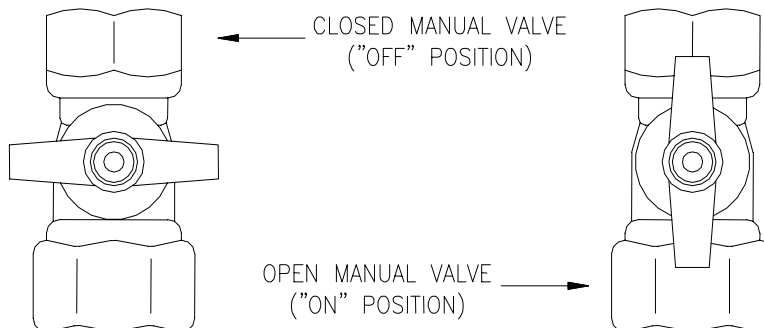 CLOSED MANUAL VALVE
("OFF" POSITION)
OPEN MANUAL VALVE
("ON" POSITION)